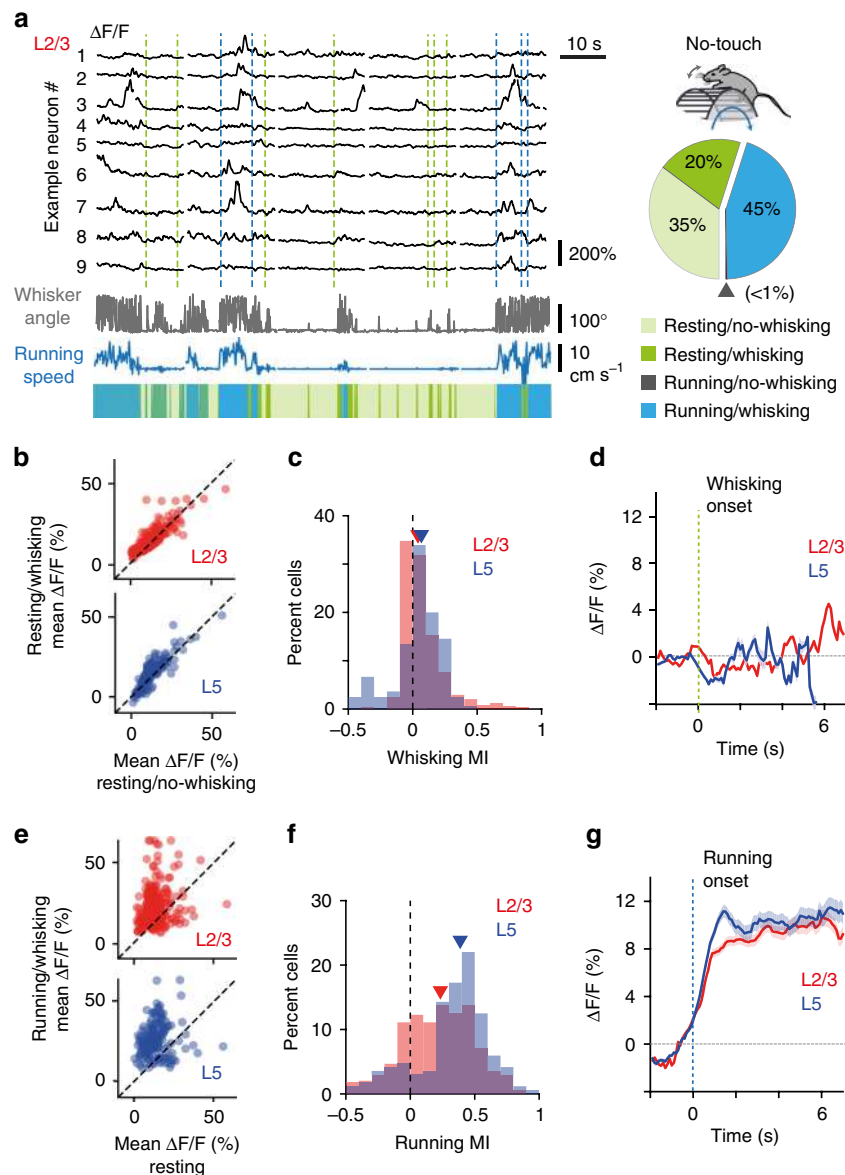 a
L2/3
ΔF/F
Example neuron #
1
2
3
4
5
6
7
8
9
10 s
200%
Whisker
angle
100°
Running
speed
10
cm s⁻¹
No-touch
20%
35%
45%
(<1%)
Resting/no-whisking
Resting/whisking
Running/no-whisking
Running/whisking
b
Resting/whisking
mean ΔF/F (%)
50
0
L2/3
50
0
L5
0 50
Mean ΔF/F (%)
resting/no-whisking
c
Percent cells
40
30
20
10
0
L2/3
L5
–0.5 0 0.5 1
Whisking MI
d
Whisking
onset
L2/3
L5
ΔF/F (%)
12
8
4
0
0 6
Time (s)
e
Running/whisking
mean ΔF/F (%)
50
0
L2/3
50
0
L5
0 50
Mean ΔF/F (%)
resting
f
Percent cells
30
20
10
0
L2/3
L5
–0.5 0 0.5 1
Running MI
g
Running
onset
L2/3
L5
ΔF/F (%)
12
8
4
0
0 6
Time (s)